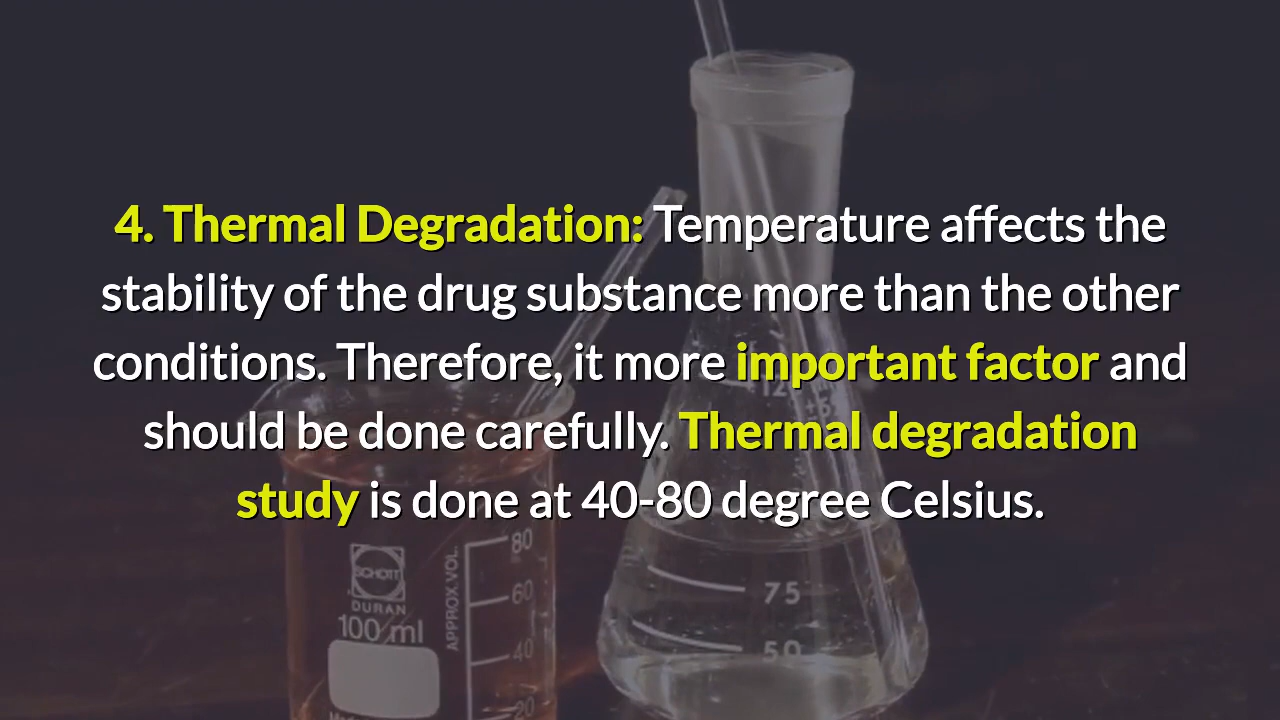 4. Thermal Degradation: Temperature affects the
stability of the drug substance more than the other
conditions. Therefore, it more important factor and
should be done carefully. Thermal degradation
study is done at 40-80 degree Celsius.
SCHOTT
DURAN
100 ml
APPROX.VOL.
80
60
40
20
75
50